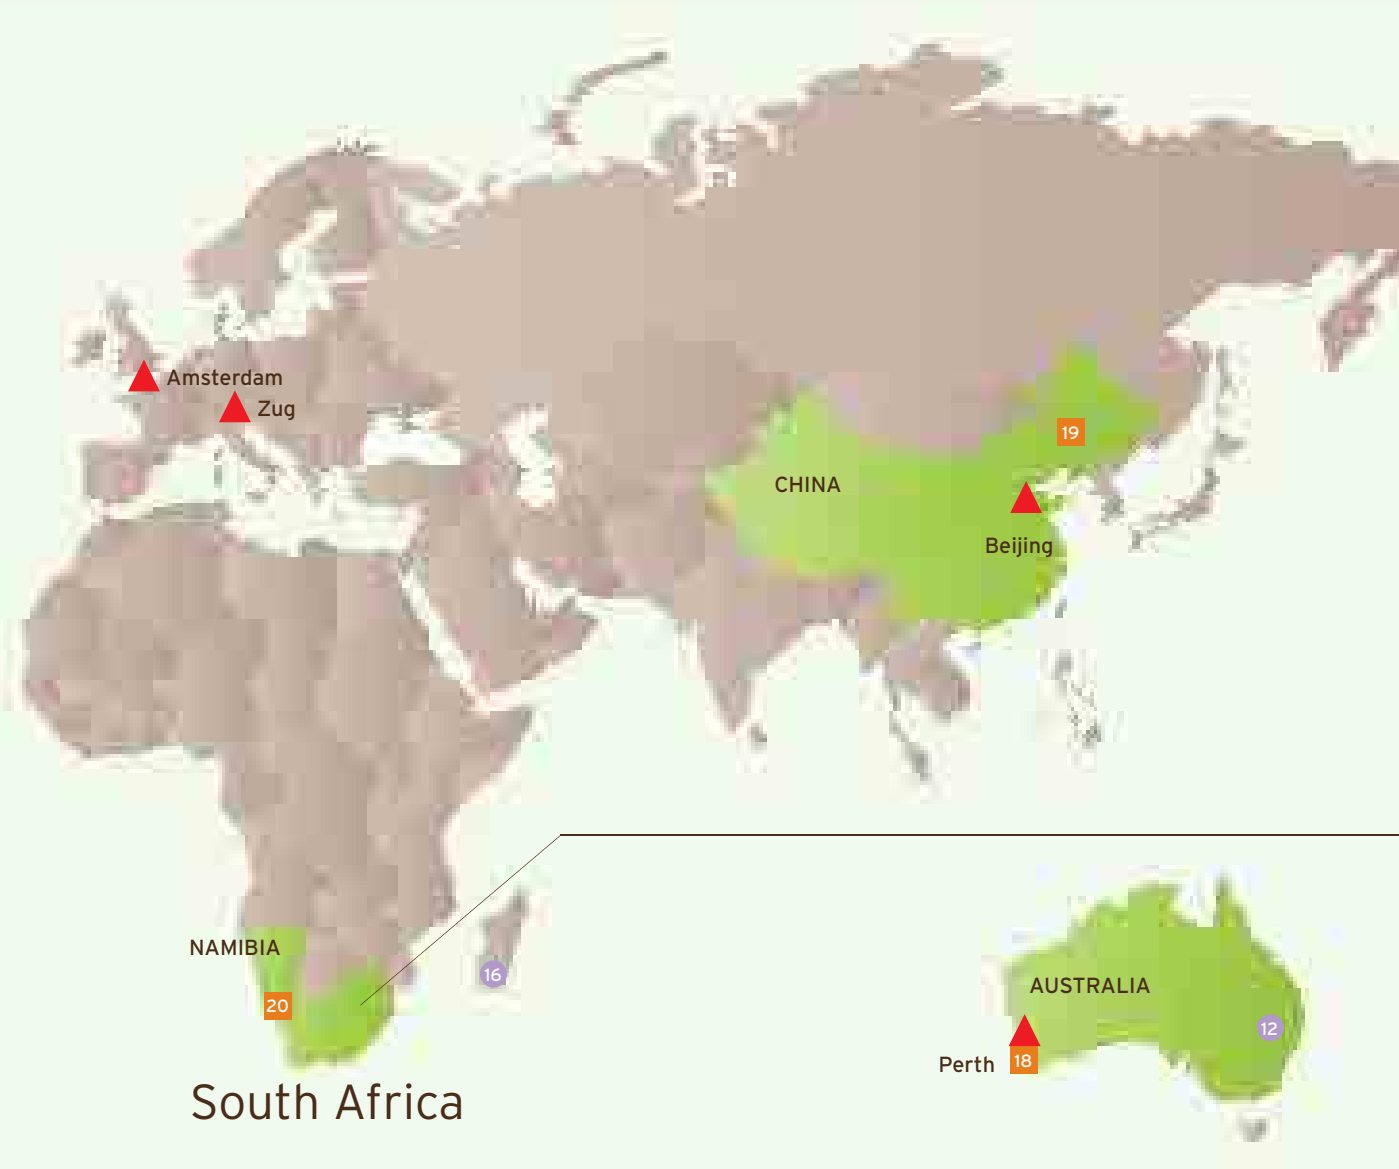 Amsterdam
Zug
19
CHINA
Beijing
NAMIBIA
16
20
AUSTRALIA
12
Perth
18
South Africa